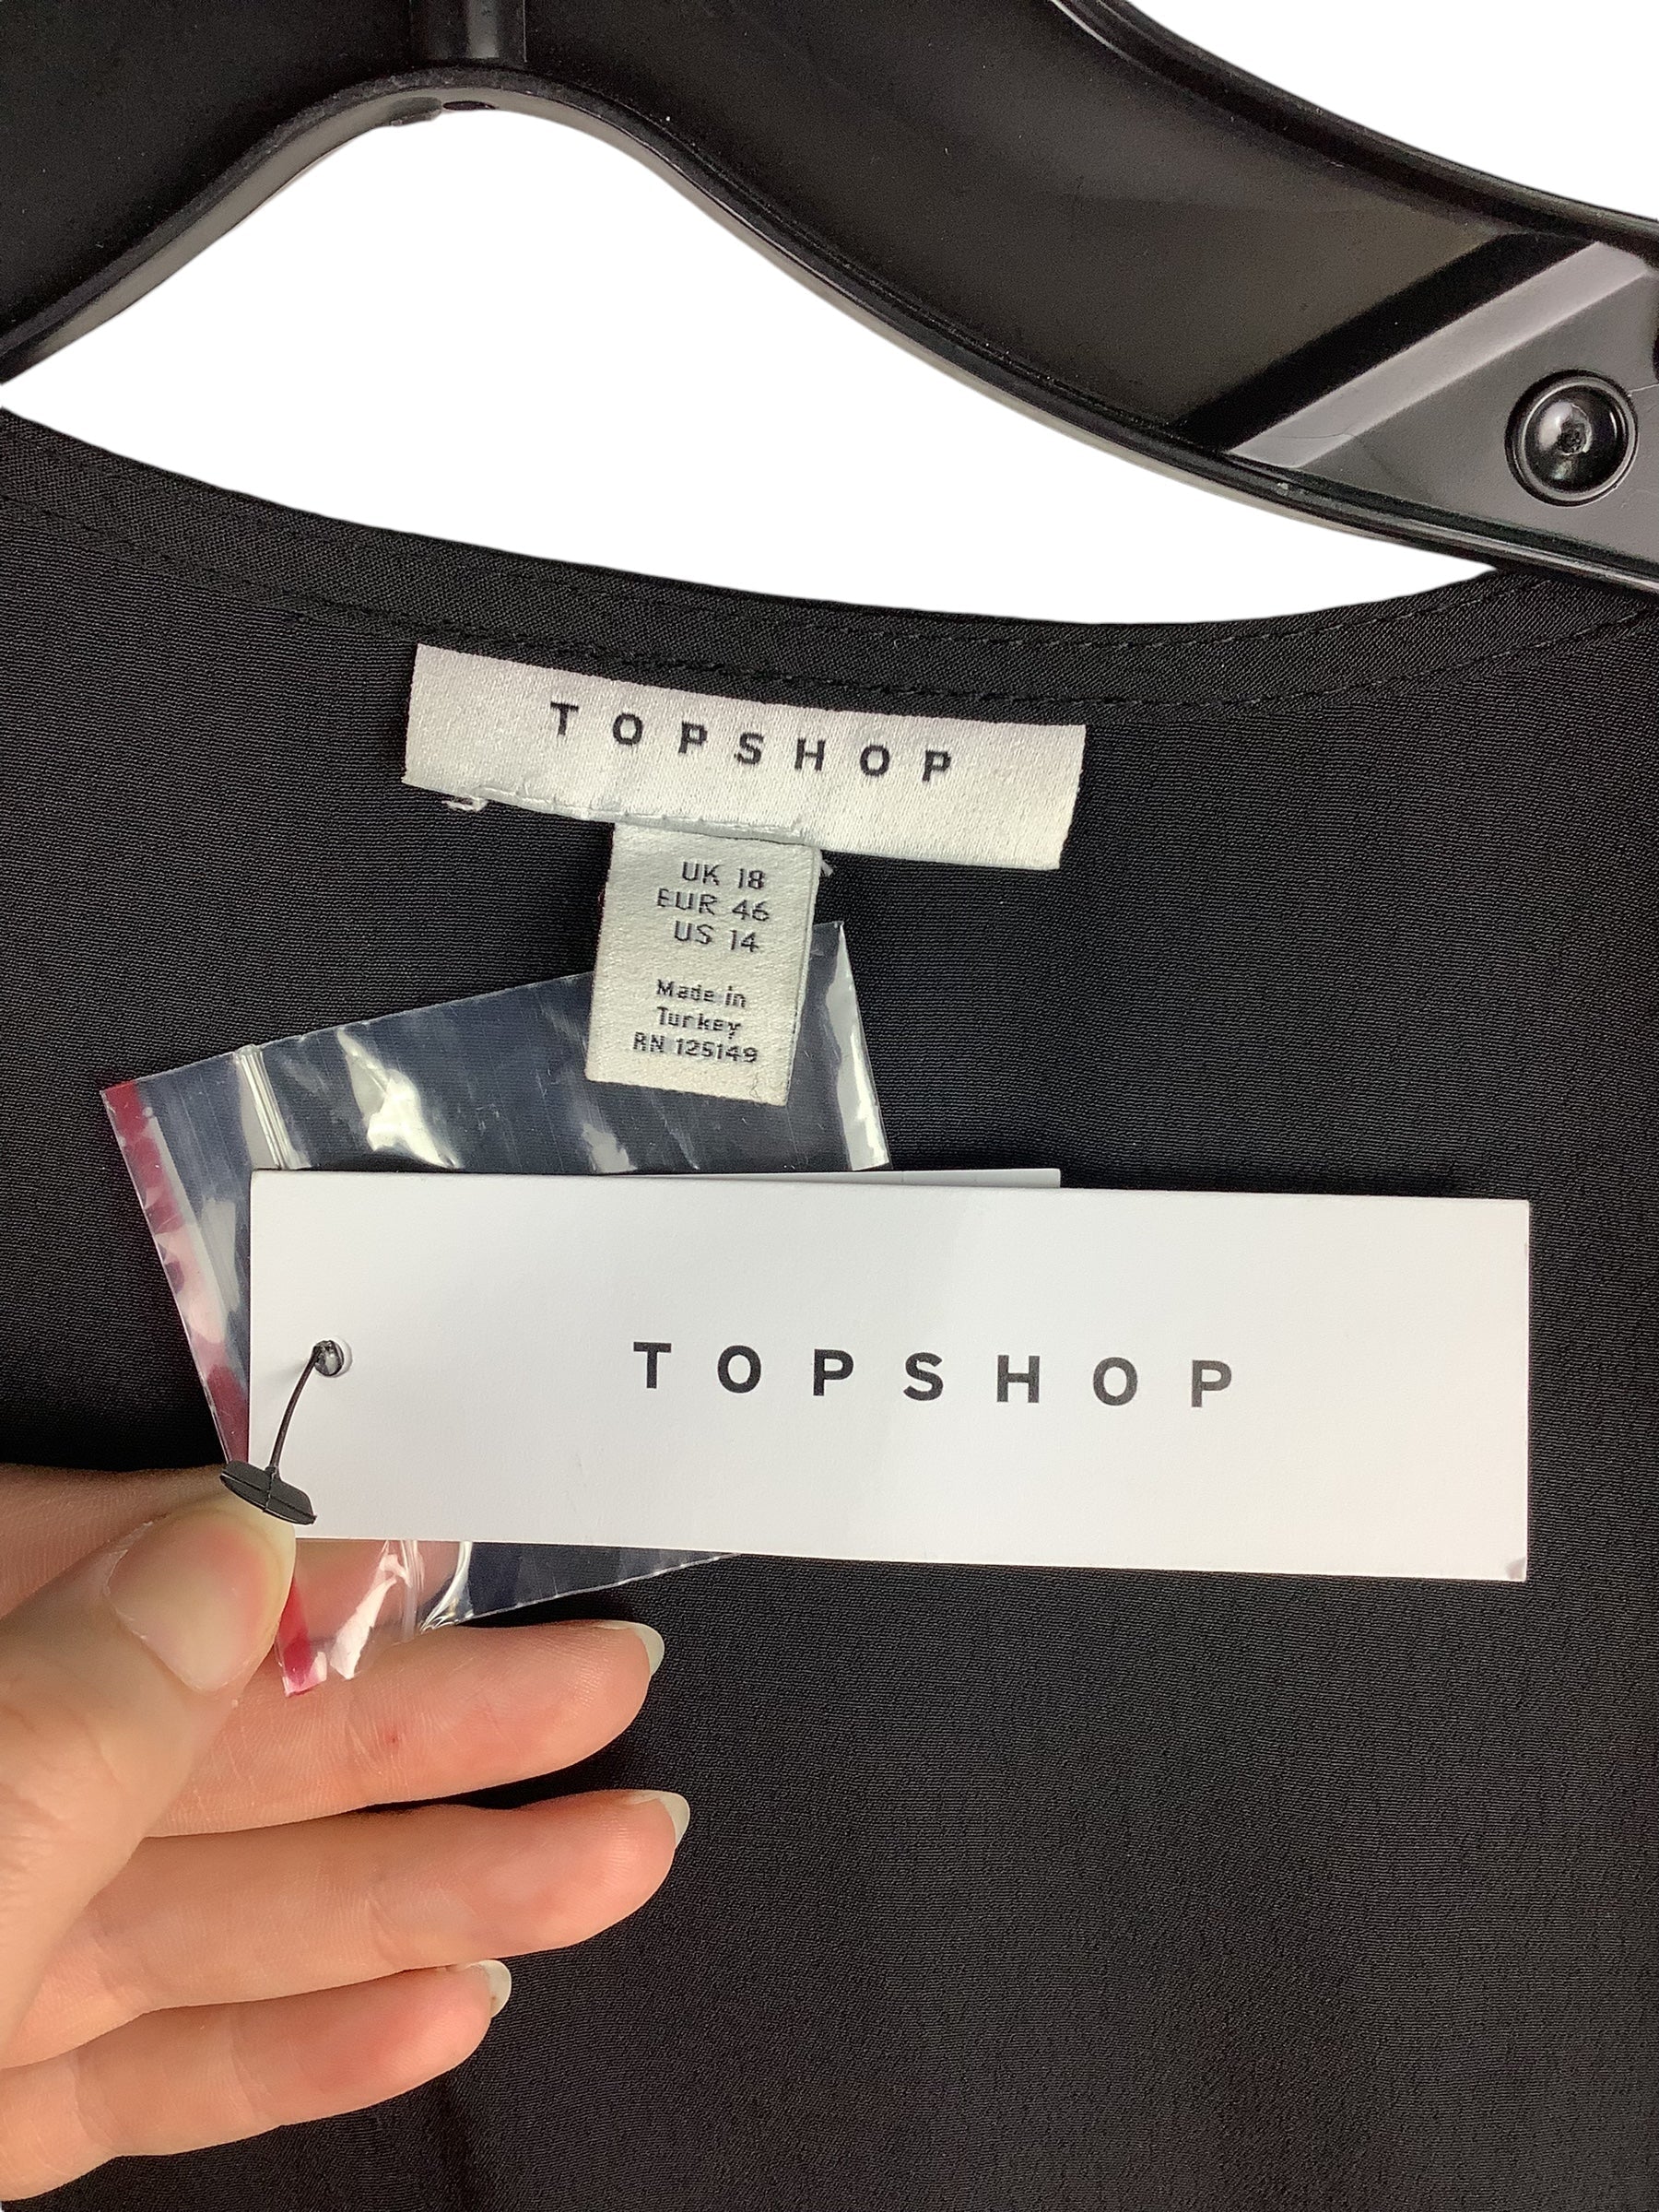 TOPSHOP
UK 18
EUR 46
US 14
Made in
Turkey
RN 125149
TOPSHOP